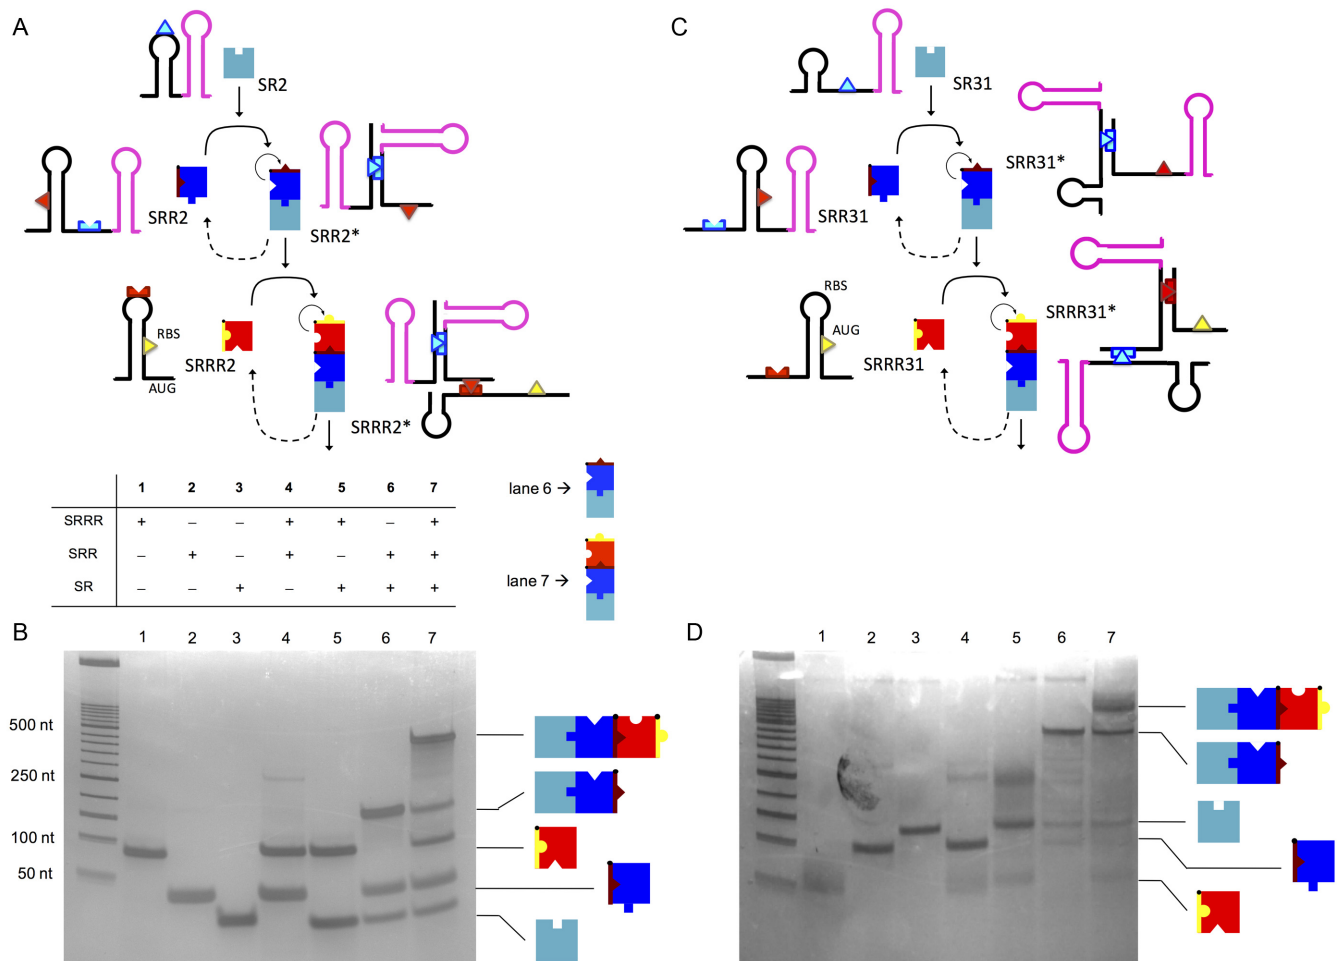 A
SR2
SRR2
SRR2*
RBS
AUG
SRRR2
SRRR2*
C
SR31
SRR31
SRR31*
RBS
AUG
SRRR31
SRRR31*
1 2 3 4 5 6 7
SRRR + – – + + – +
SRR – + – + – + +
SR – – + – + + +
lane 6 →
lane 7 →
B
1 2 3 4 5 6 7
500 nt
250 nt
100 nt
50 nt
D
1 2 3 4 5 6 7